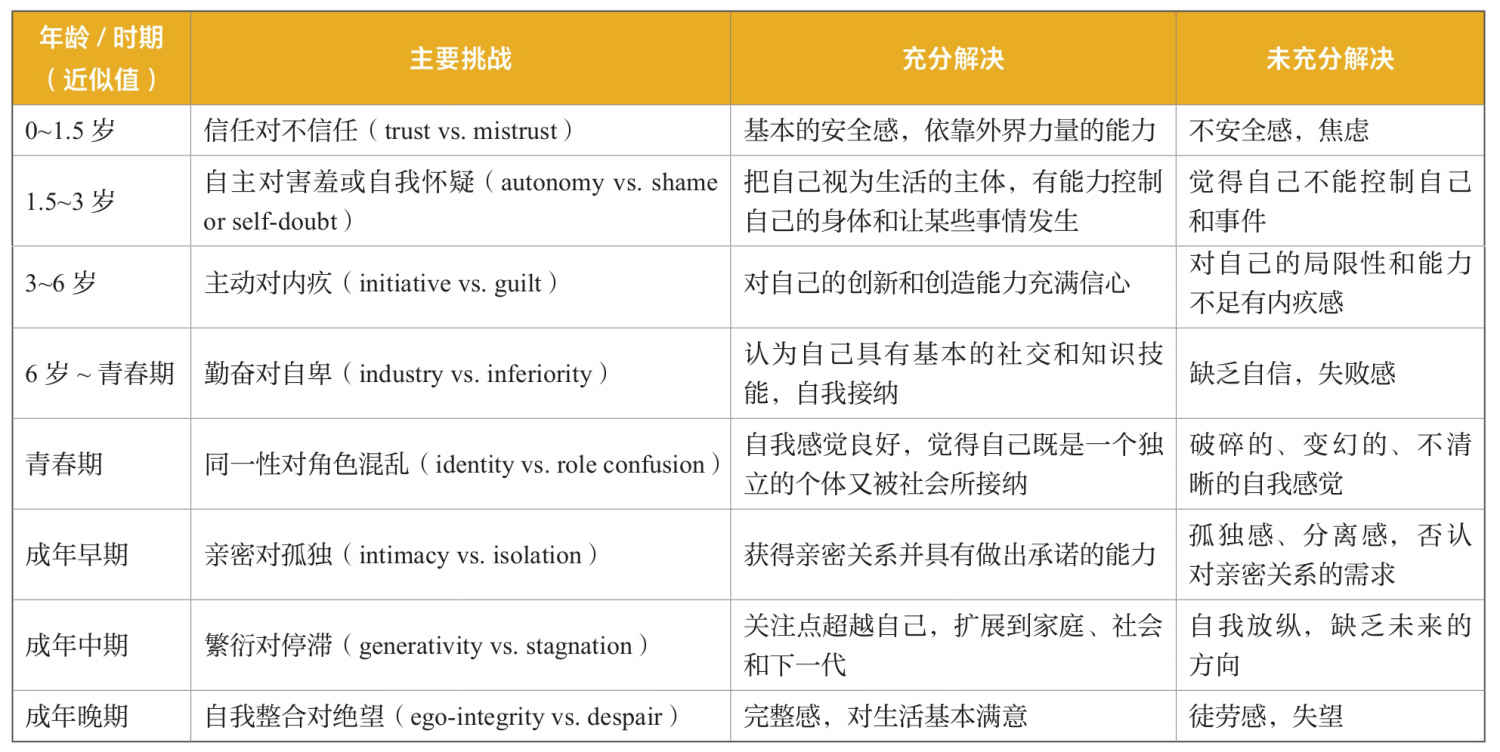 年龄 / 时期
（近似值）
主要挑战
充分解决
未充分解决
0~1.5 岁
信任对不信任（trust vs. mistrust）
基本的安全感，依靠外界力量的能力
不安全感，焦虑
1.5~3 岁
自主对害羞或自我怀疑（autonomy vs. shame
or self-doubt）
把自己视为生活的主体，有能力控制
自己的身体和让某些事情发生
觉得自己不能控制自己
和事件
3~6 岁
主动对内疚（initiative vs. guilt）
对自己的创新和创造能力充满信心
对自己的局限性和能力
不足有内疚感
6 岁 ~ 青春期
勤奋对自卑（industry vs. inferiority）
认为自己具有基本的社交和知识技
能，自我接纳
缺乏自信，失败感
青春期
同一性对角色混乱（identity vs. role confusion）
自我感觉良好，觉得自己既是一个独
立的个体又被社会所接纳
破碎的、变幻的、不清
晰的自我感觉
成年早期
亲密对孤独（intimacy vs. isolation）
获得亲密关系并具有做出承诺的能力
孤独感、分离感，否认
对亲密关系的需求
成年中期
繁衍对停滞（generativity vs. stagnation）
关注点超越自己，扩展到家庭、社会
和下一代
自我放纵，缺乏未来的
方向
成年晚期
自我整合对绝望（ego-integrity vs. despair）
完整感，对生活基本满意
徒劳感，失望